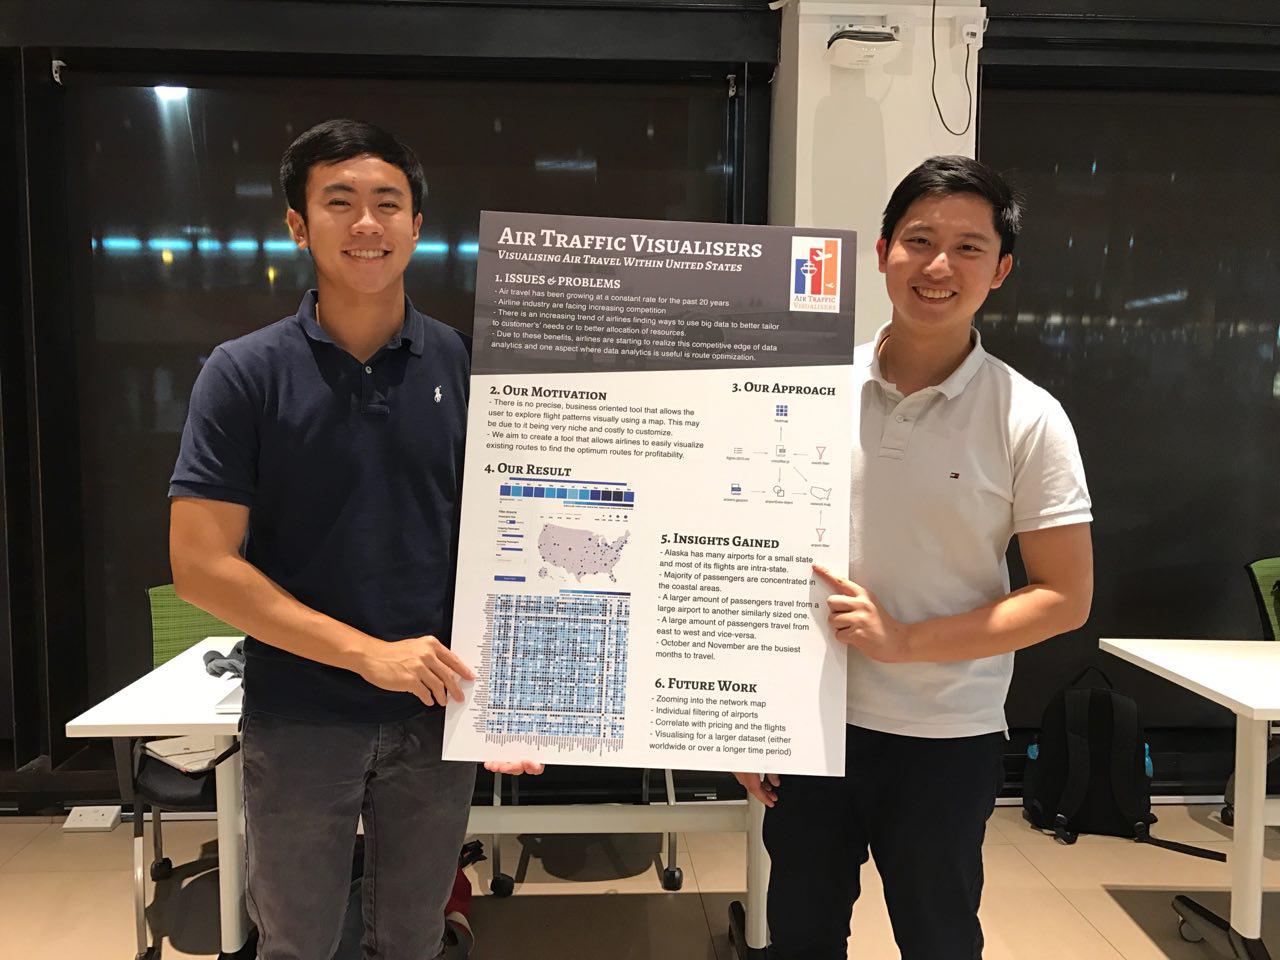 AIR TRAFFIC VISUALISERS
VISUALISING AIR TRAVEL WITHIN UNITED STATES
AIR TRAFFIC
VISUALISERS
1. ISSUES & PROBLEMS
- Air travel has been growing at a constant rate for the past 20 years
- Airline industry are facing increasing competition
- There is an increasing trend of airlines finding ways to use big data to better tailor
to customer's' needs or to better allocation of resources.
- Due to these benefits, airlines are starting to realize this competitive edge of data
analytics and one aspect where data analytics is useful is route optimization.
2. OUR MOTIVATION
- There is no precise, business oriented tool that allows the
user to explore flight patterns visually using a map. This may
be due to it being very niche and costly to customize.
- We aim to create a tool that allows airlines to easily visualize
existing routes to find the optimum routes for profitability.
3. OUR APPROACH
heatmap
month filter
network map
airport filter
4. OUR RESULT
5. INSIGHTS GAINED
- Alaska has many airports for a small state
and most of its flights are intra-state.
- Majority of passengers are concentrated in
the coastal areas.
- A larger amount of passengers travel from a
large airport to another similarly sized one.
- A large amount of passengers travel from
east to west and vice-versa.
- October and November are the busiest
months to travel.
6. FUTURE WORK
- Zooming into the network map
- Individual filtering of airports
- Correlate with pricing and the flights
- Visualising for a larger dataset (either
worldwide or over a longer time period)